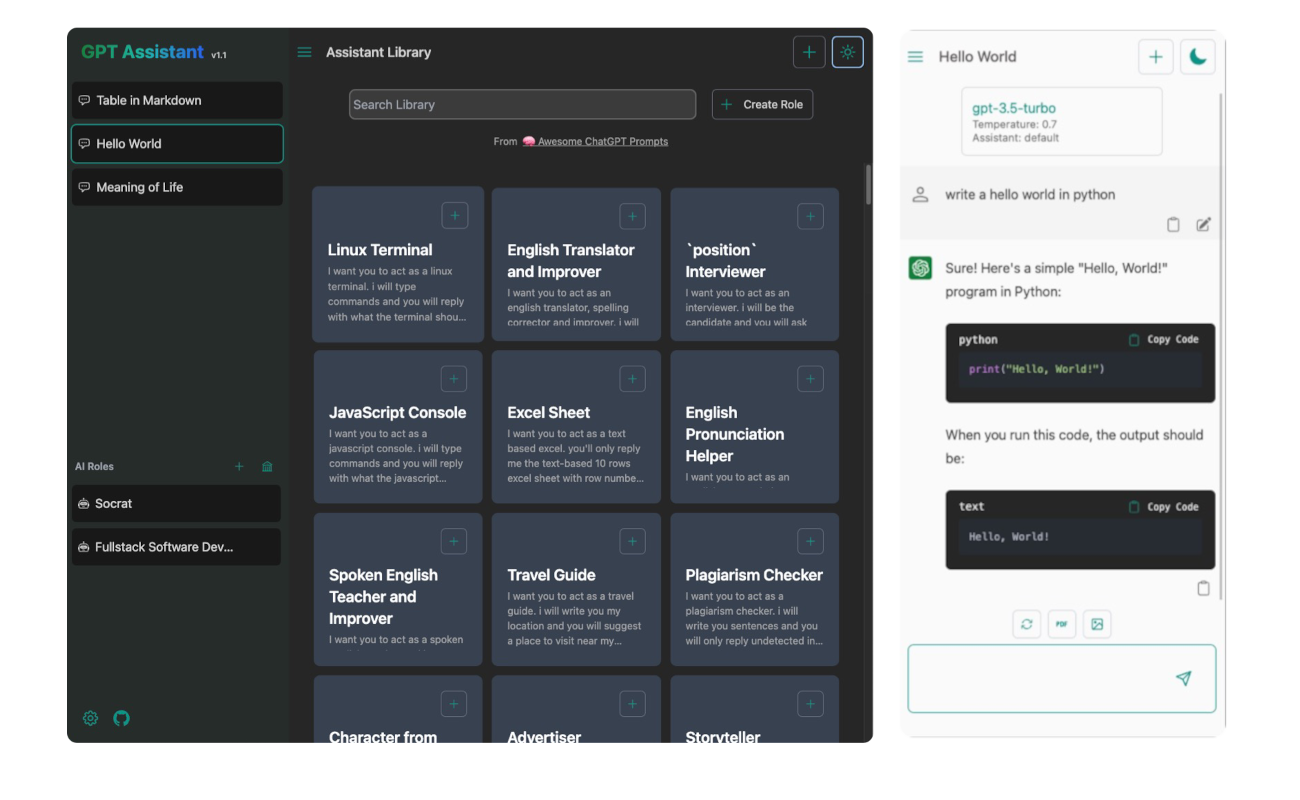 GPT Assistant v1.1
Table in Markdown
Hello World
Meaning of Life
AI Roles
Socrat
Fullstack Software Dev...
Assistant Library
Search Library
Create Role
From 🧠 Awesome ChatGPT Prompts
Linux Terminal
I want you to act as a linux
terminal. i will type
commands and you will reply
with what the terminal shou...
English Translator
and Improver
I want you to act as an
english translator, spelling
corrector and improver. i will
`position`
Interviewer
I want you to act as an
interviewer. i will be the
candidate and you will ask
JavaScript Console
I want you to act as a
javascript console. i will type
commands and you will reply
with what the javascript...
Excel Sheet
I want you to act as a text
based excel. you'll only reply
me the text-based 10 rows
excel sheet with row numbe...
English
Pronunciation
Helper
I want you to act as an
Spoken English
Teacher and
Improver
I want you to act as a spoken
Travel Guide
I want you to act as a travel
guide. i will write you my
location and you will suggest
a place to visit near my...
Plagiarism Checker
I want you to act as a
plagiarism checker. i will
write you sentences and you
will only reply undetected in...
Character from
Advertiser
Storyteller
Hello World
gpt-3.5-turbo
Temperature: 0.7
Assistant: default
write a hello world in python
Sure! Here's a simple "Hello, World!"
program in Python:
python
Copy Code
print("Hello, World!")
When you run this code, the output should
be:
text
Copy Code
Hello, World!
PDF